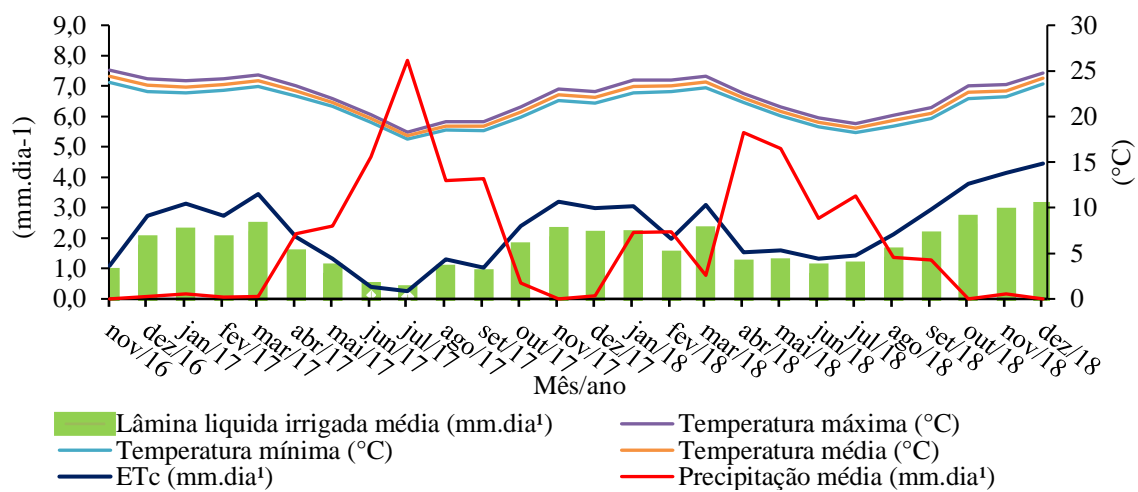 9,0
8,0
7,0
6,0
5,0
4,0
3,0
2,0
1,0
0,0
(mm.dia-1)
30
25
20
15
10
5
0
(°C)
nov/16
dez/16
jan/17
fev/17
mar/17
abr/17
mai/17
jun/17
jul/17
ago/17
set/17
out/17
nov/17
dez/17
jan/18
fev/18
mar/18
abr/18
mai/18
jun/18
jul/18
ago/18
set/18
out/18
nov/18
dez/18
Mês/ano
Lâmina liquida irrigada média (mm.dia¹) Temperatura máxima (°C)
Temperatura mínima (°C) Temperatura média (°C)
ETc (mm.dia¹) Precipitação média (mm.dia¹)